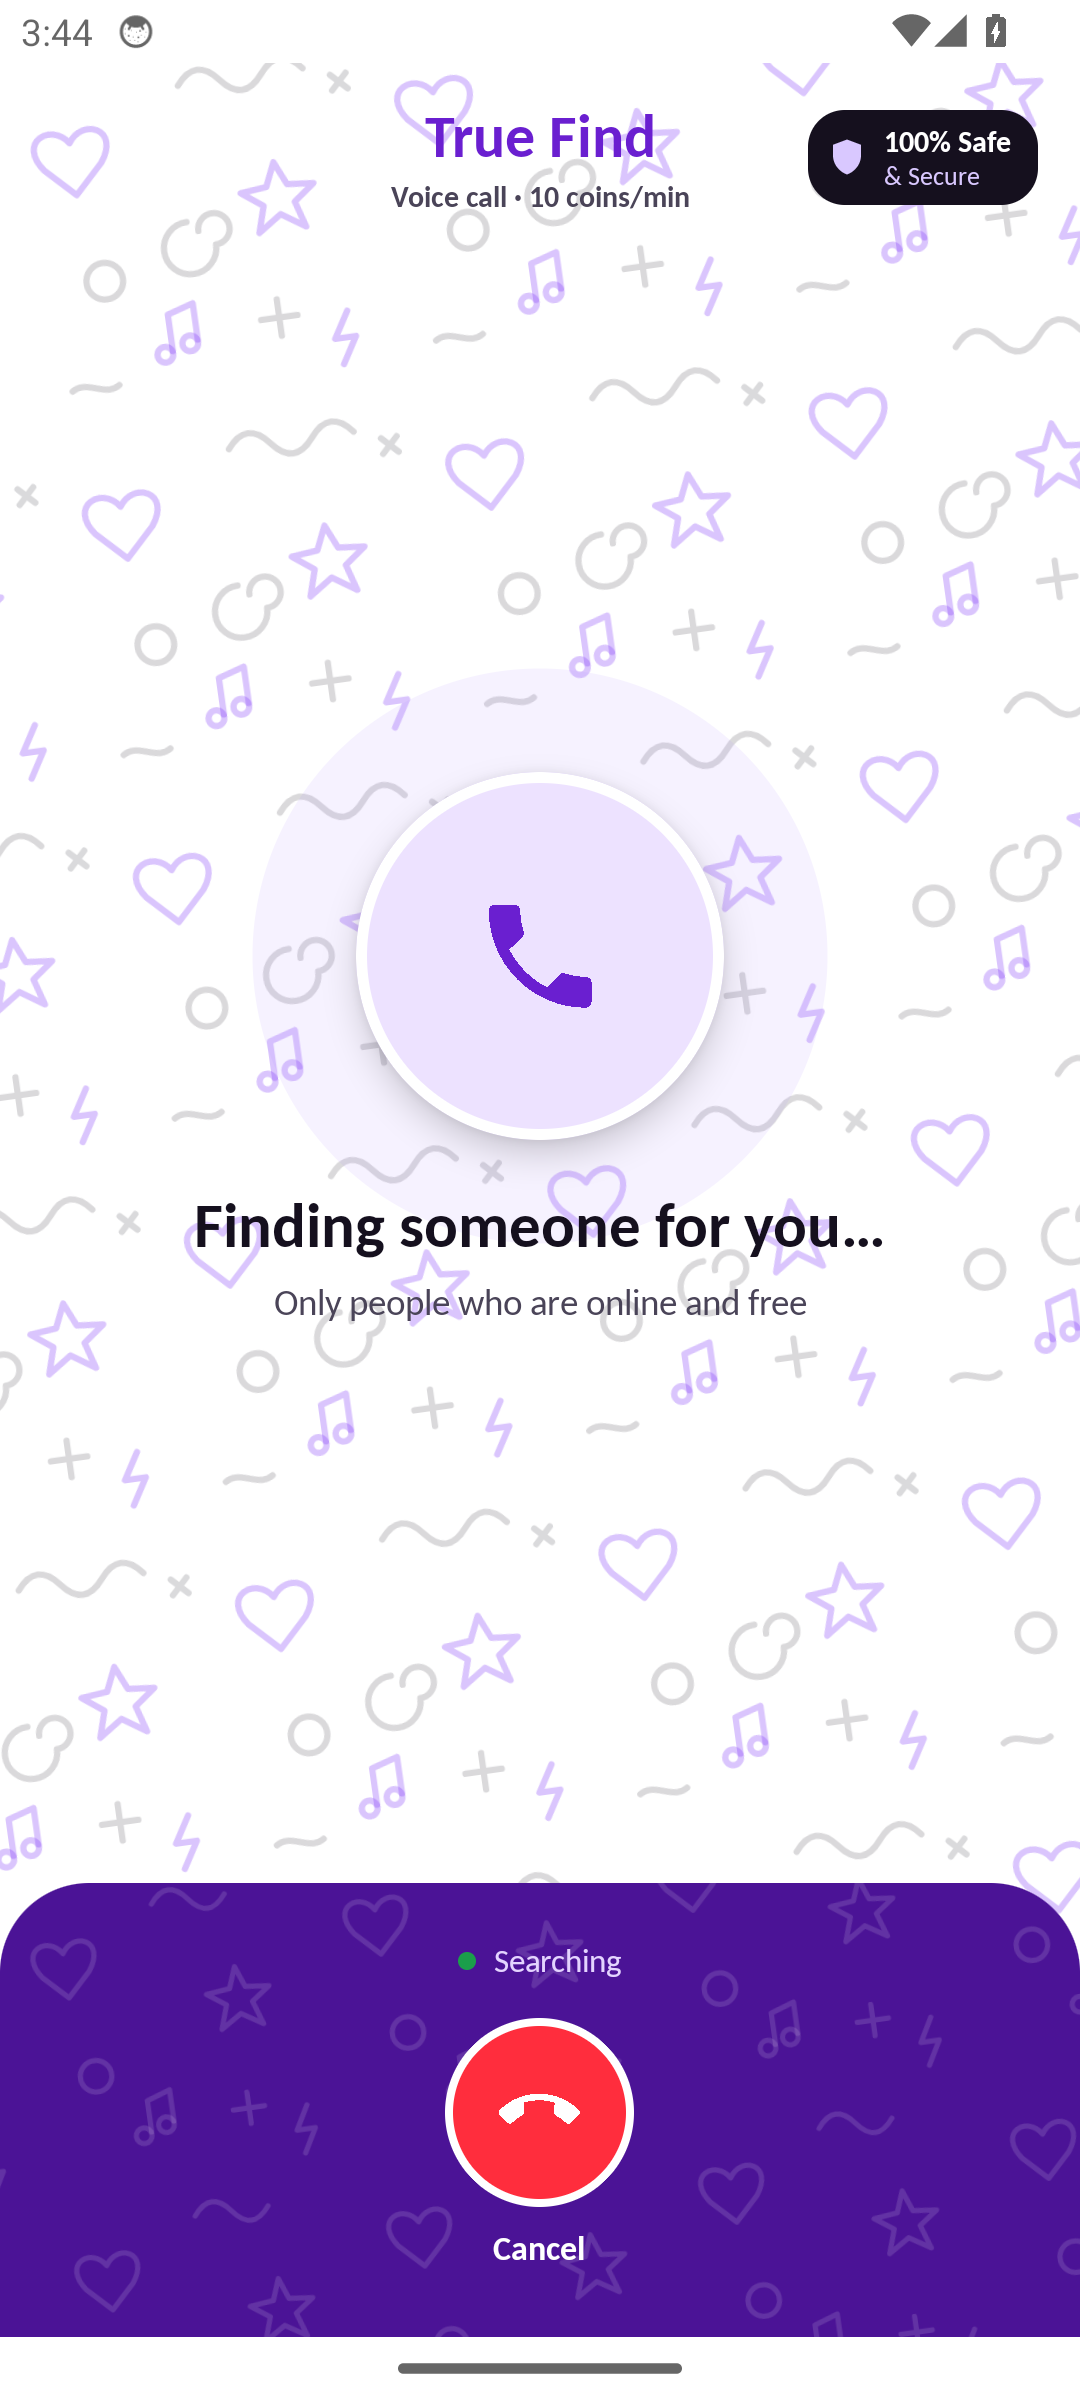 3:44
True Find
Voice call · 10 coins/min
100% Safe
& Secure
Finding someone for you...
Only people who are online and free
Searching
Cancel